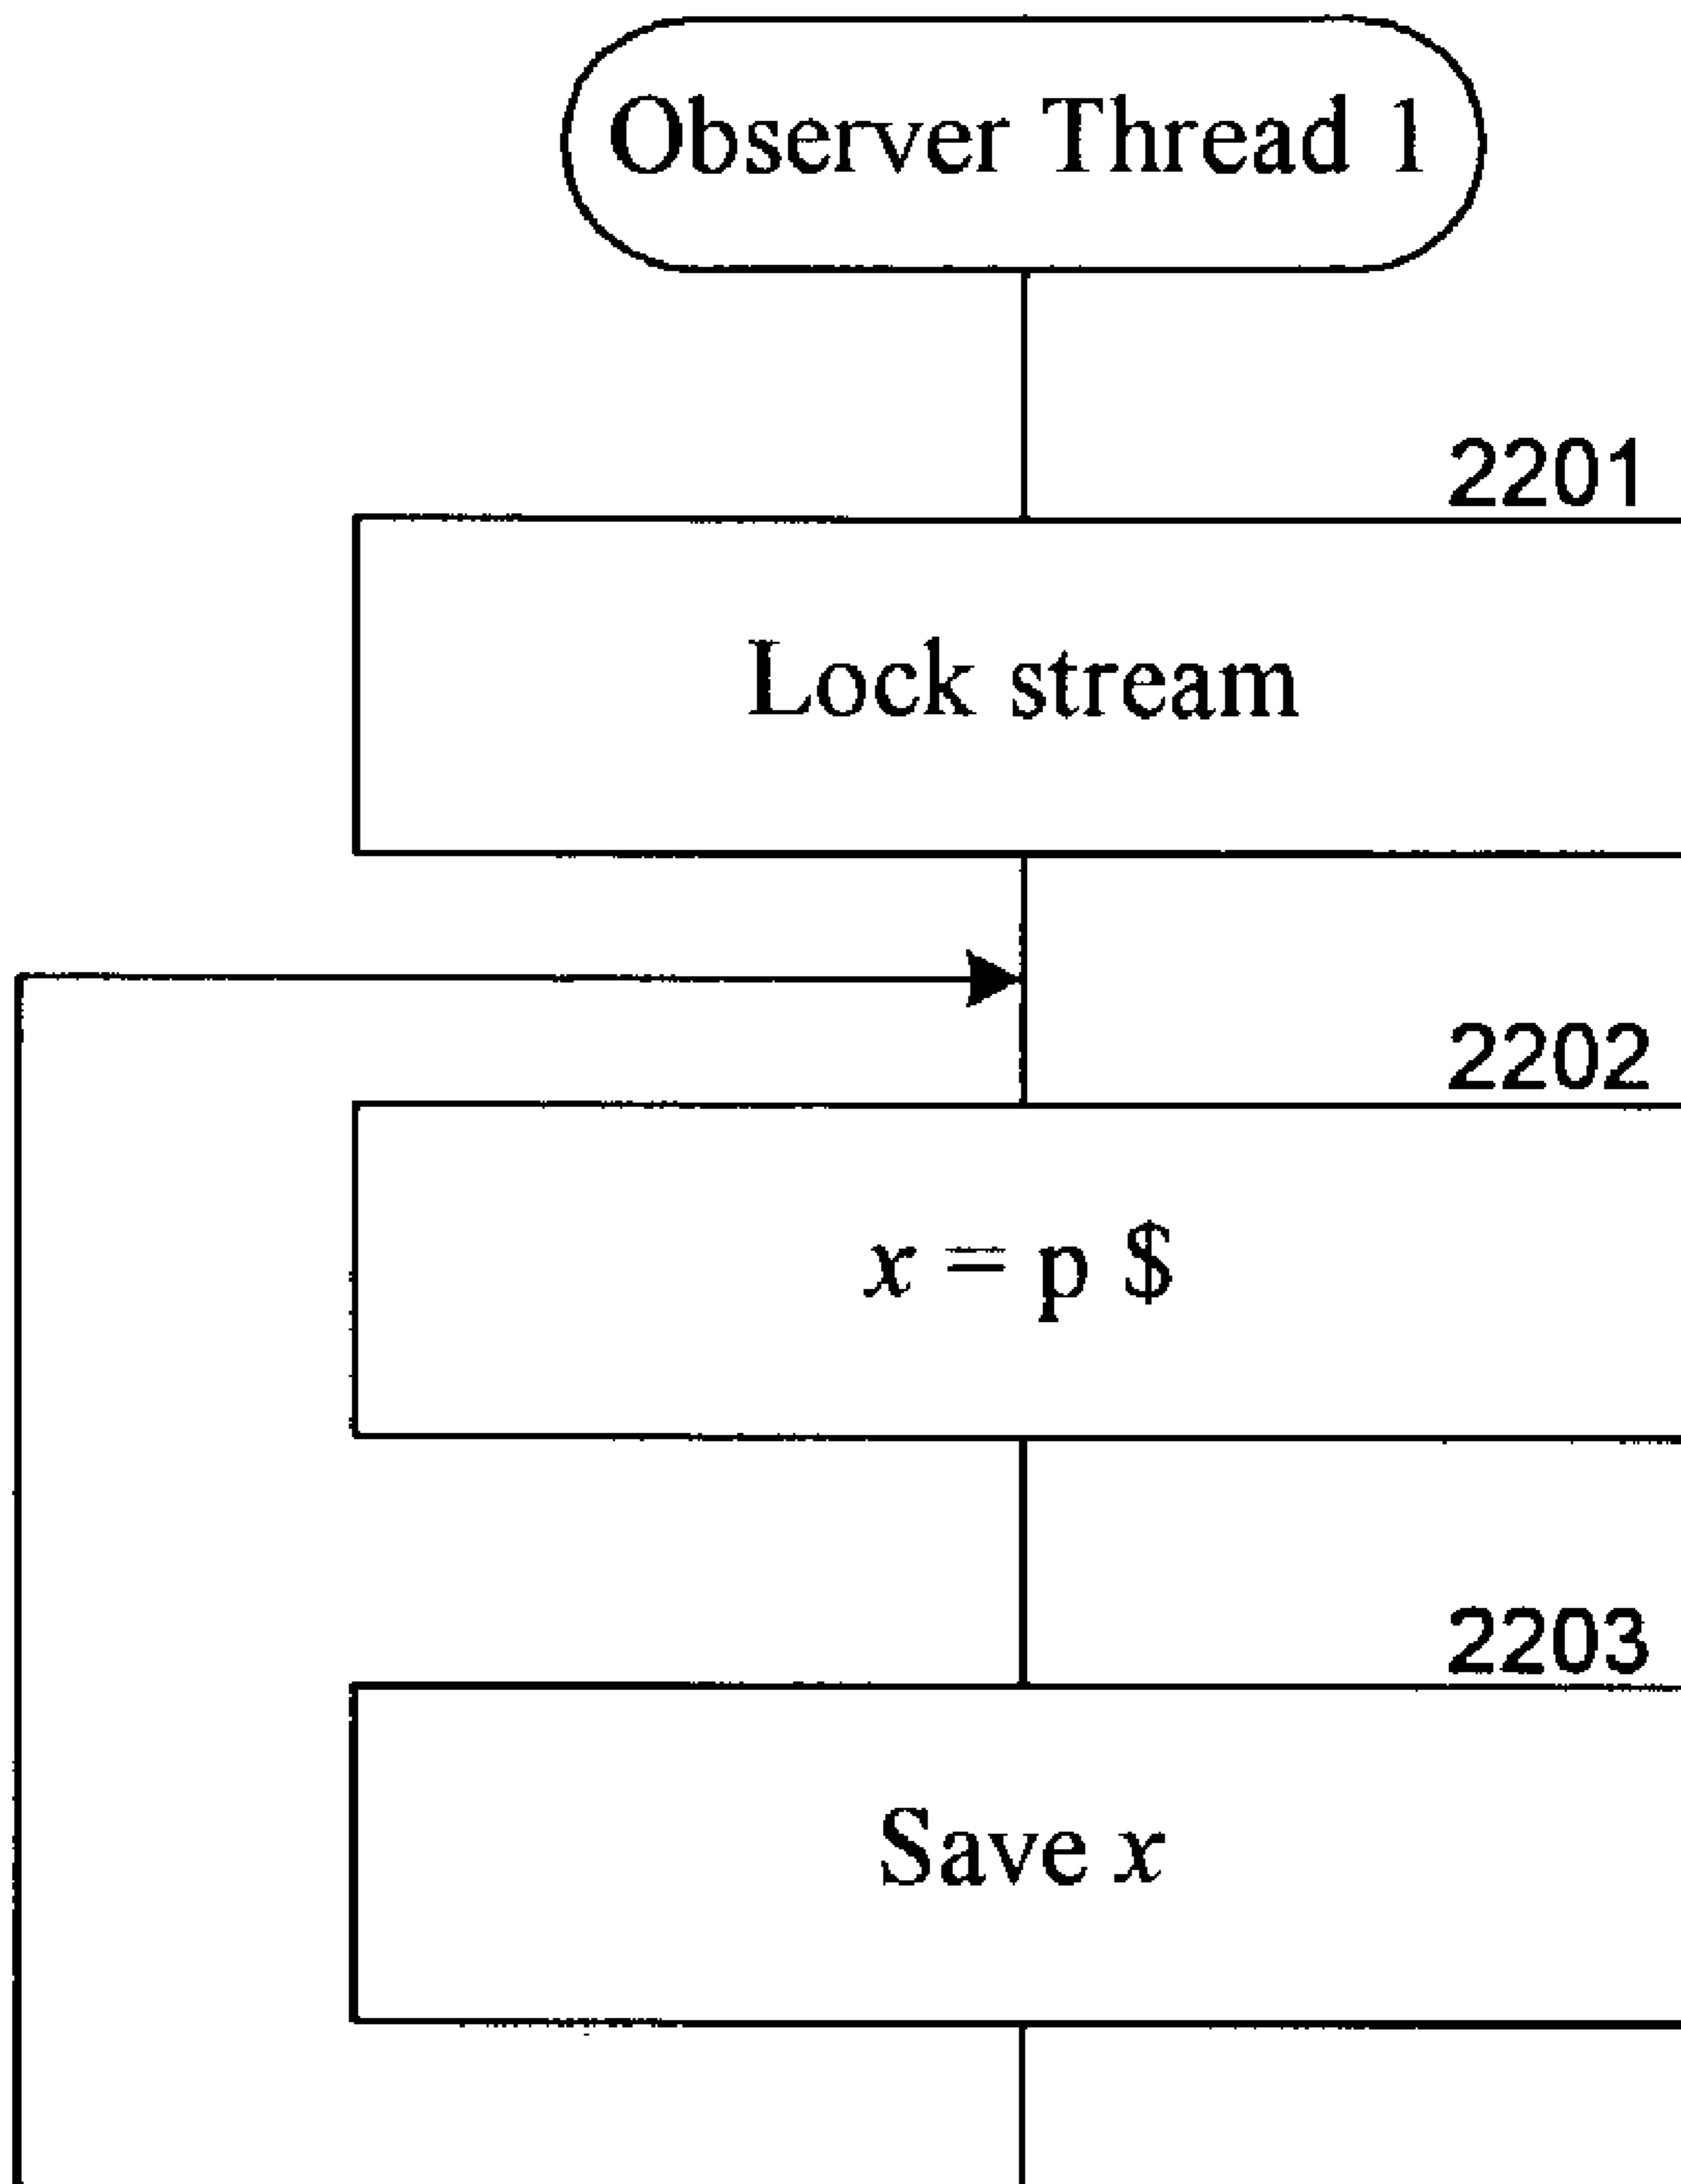 Observer Thread 1
2201
Lock stream
2202
x = p $
2203
Save x